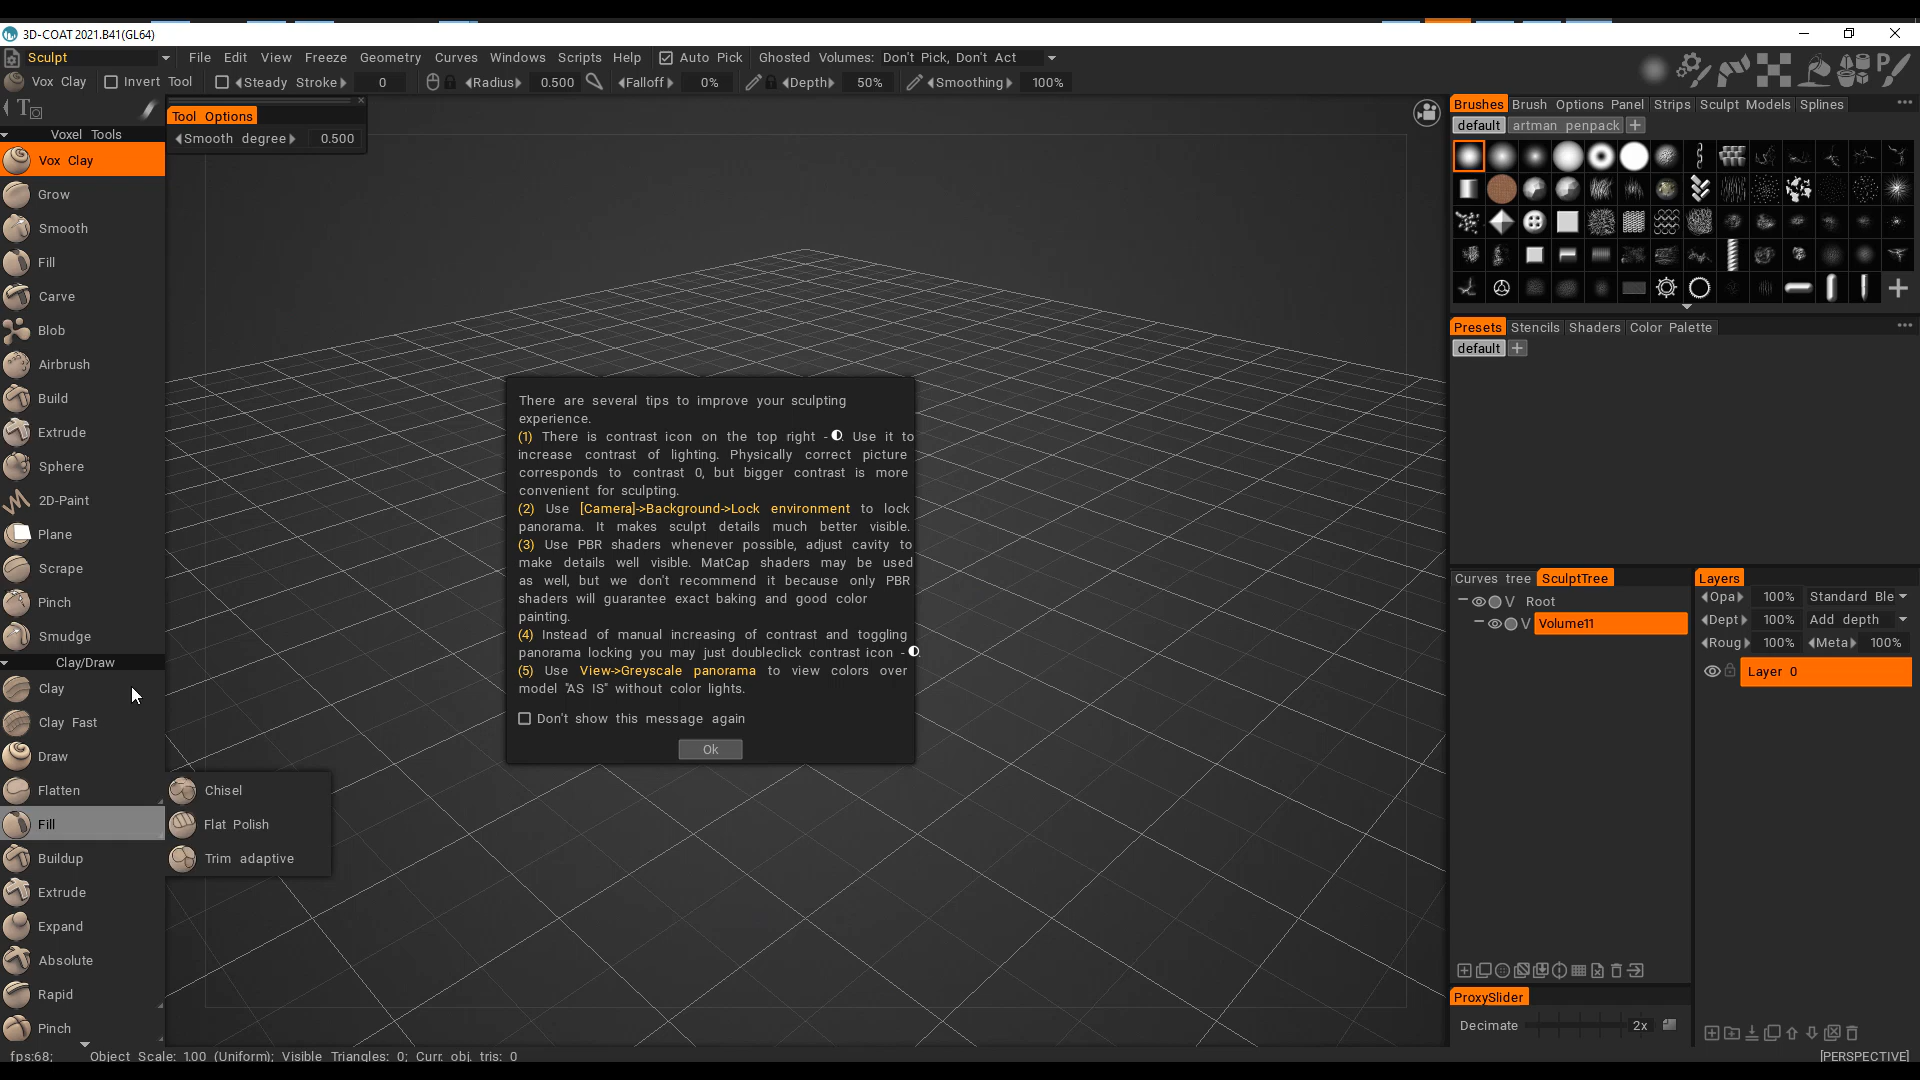 3D-COAT 2021.B41(GL64)
Sculpt File Edit View Freeze Geometry Curves Windows Scripts Help Auto Pick Ghosted Volumes: Don't Pick, Don't Act
Vox Clay Invert Tool Steady Stroke 0 Radius 0.500 Falloff 0% Depth 50% Smoothing 100%
Tool Options
Smooth degree 0.500
Voxel Tools
Vox Clay
Grow
Smooth
Fill
Carve
Blob
Airbrush
Build
Extrude
Sphere
2D-Paint
Plane
Scrape
Pinch
Smudge
Clay/Draw
Clay
Clay Fast
Draw
Flatten
Fill
Buildup
Extrude
Expand
Absolute
Rapid
Pinch
Chisel
Flat Polish
Trim adaptive
There are several tips to improve your sculpting
experience.
(1) There is contrast icon on the top right - . Use it to
increase contrast of lighting. Physically correct picture
corresponds to contrast 0, but bigger contrast is more
convenient for sculpting.
(2) Use [Camera]->Background->Lock environment to lock
panorama. It makes sculpt details much better visible.
(3) Use PBR shaders whenever possible, adjust cavity to
make details well visible. MatCap shaders may be used
as well, but we don't recommend it because only PBR
shaders will guarantee exact baking and good color
painting.
(4) Instead of manual increasing of contrast and toggling
panorama locking you may just doubleclick contrast icon -
(5) Use View->Greyscale panorama to view colors over
model "AS IS" without color lights.
Don't show this message again
Ok
Brushes Brush Options Panel Strips Sculpt Models Splines
default artman penpack +
Presets Stencils Shaders Color Palette
default +
Curves tree SculptTree
V Root
V Volume11
Layers
Opa 100% Standard Ble
Dept 100% Add depth
Roug 100% Meta 100%
Layer 0
ProxySlider
Decimate 2x
fps:68; Object Scale: 1.00 (Uniform); Visible Triangles: 0; Curr. obj. tris: 0
[PERSPECTIVE]